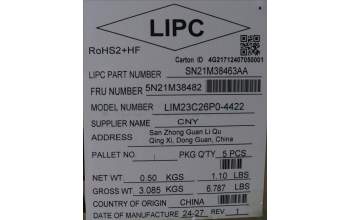 LIPC
RoHS2+HF
Carton ID 4G21712407050001
LIPC PART NUMBER SN21M38463AA
FRU NUMBER 5N21M38482
MODEL NUMBER LIM23C26P0-4422
SUPPLIER NAME CNY
ADDRESS San Zhong Guan Li Qu
Qing Xi, Dong Guan, China
PALLET NO PKG Q'TY 5 PCS
NET WT 0.50 KGS 1.10 LBS
GROSS WT 3.085 KGS 6.787 LBS
COUNTRY OF ORIGIN CHINA
DATE OF MANUFACTURE 24-27 REV 1